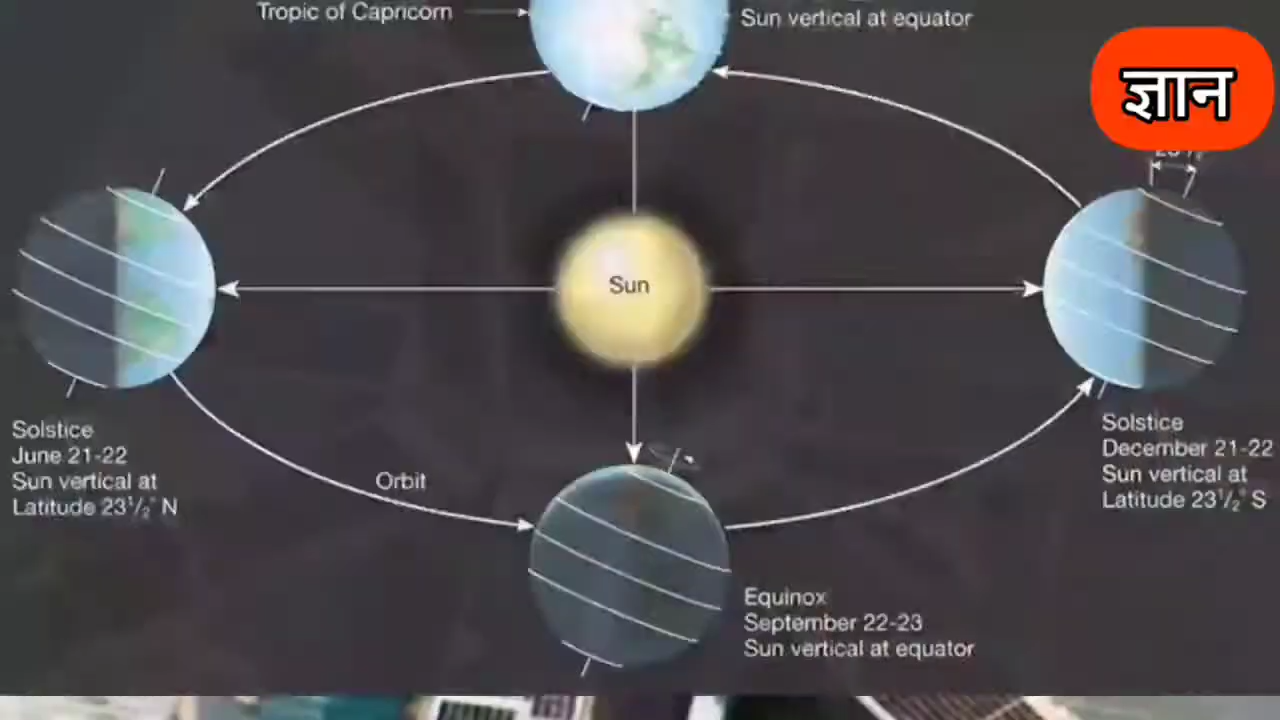 Tropic of Capricorn
Sun vertical at equator
ज्ञान
Sun
Solstice
June 21-22
Sun vertical at
Latitude 23½° N
Orbit
Solstice
December 21-22
Sun vertical at
Latitude 23½° S
Equinox
September 22-23
Sun vertical at equator